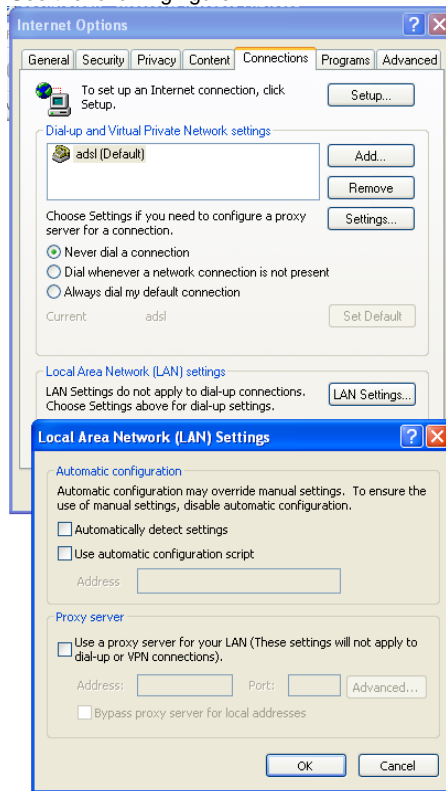 Internet Options
General Security Privacy Content Connections Programs Advanced
To set up an Internet connection, click
Setup.
Setup...
Dial-up and Virtual Private Network settings
adsl (Default)
Add...
Remove
Choose Settings if you need to configure a proxy
server for a connection.
Settings...
Never dial a connection
Dial whenever a network connection is not present
Always dial my default connection
Current adsl
Set Default
Local Area Network (LAN) settings
LAN Settings do not apply to dial-up connections.
Choose Settings above for dial-up settings.
LAN Settings...
Local Area Network (LAN) Settings
Automatic configuration
Automatic configuration may override manual settings. To ensure the
use of manual settings, disable automatic configuration.
Automatically detect settings
Use automatic configuration script
Address
Proxy server
Use a proxy server for your LAN (These settings will not apply to
dial-up or VPN connections).
Address: Port: Advanced...
Bypass proxy server for local addresses
OK Cancel